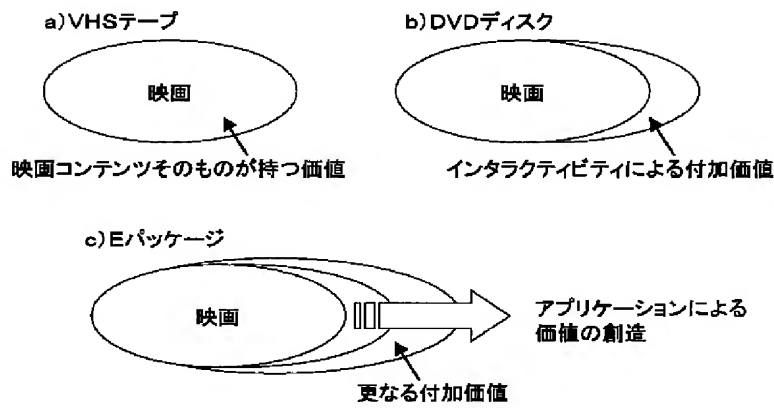 a)VHSテープ
映画
映画コンテンツそのものが持つ価値
b)DVDディスク
映画
インタラクティビティによる付加価値
c)Eパッケージ
映画
アプリケーションによる
価値の創造
更なる付加価値